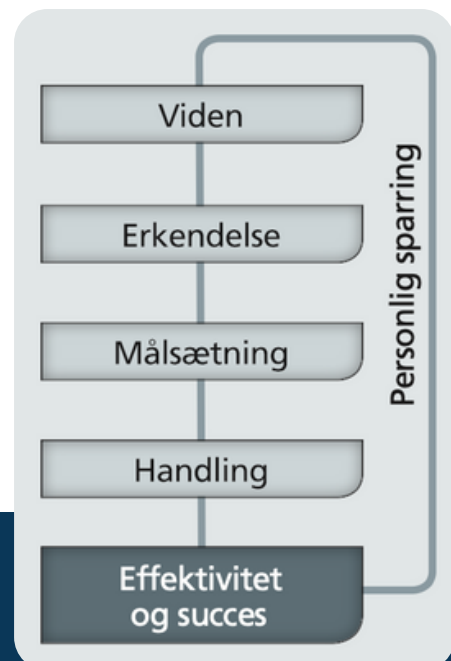 Viden
Erkendelse
Målsætning
Handling
Effektivitet
og succes
Personlig sparring